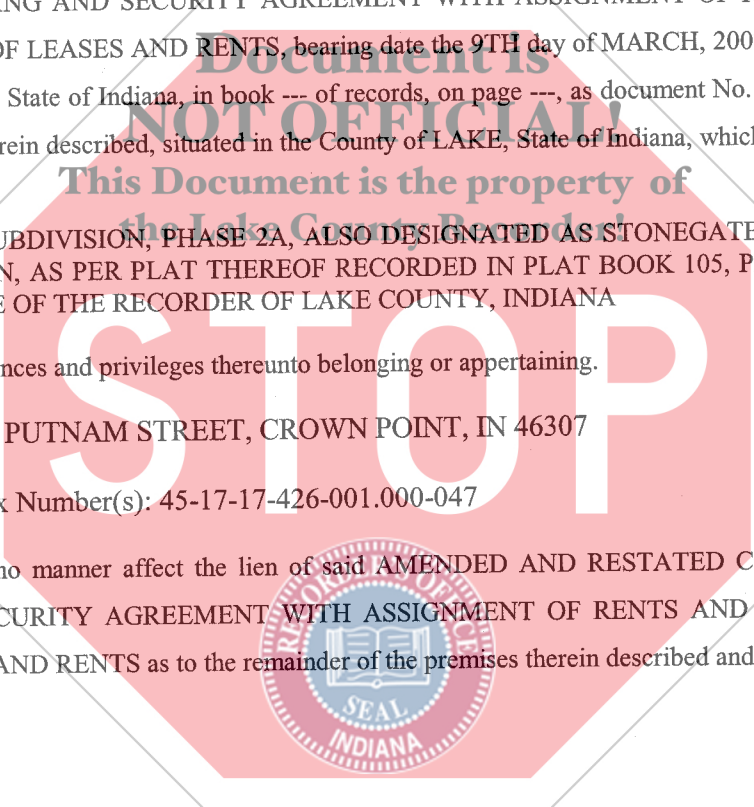 ING AND SECURITY AGREEMENT WITH ASSIGNMENT OF
OF LEASES AND RENTS, bearing date the 9TH day of MARCH, 200
Document is
State of Indiana, in book --- of records, on page ---, as document No.
NOT OFFICIAL!
rein described, situated in the County of LAKE, State of Indiana, which
This Document is the property of
the Lake County Recorder!
UBDIVISION, PHASE 2A, ALSO DESIGNATED AS STONEGATE
N, AS PER PLAT THEREOF RECORDED IN PLAT BOOK 105, P
E OF THE RECORDER OF LAKE COUNTY, INDIANA
STOP
nces and privileges thereunto belonging or appertaining.
PUTNAM STREET, CROWN POINT, IN 46307
x Number(s): 45-17-17-426-001.000-047
no manner affect the lien of said AMENDED AND RESTATED C
CURITY AGREEMENT WITH ASSIGNMENT OF RENTS AND
AND RENTS as to the remainder of the premises therein described and
RECORDER'S OFFICE
SEAL
INDIANA